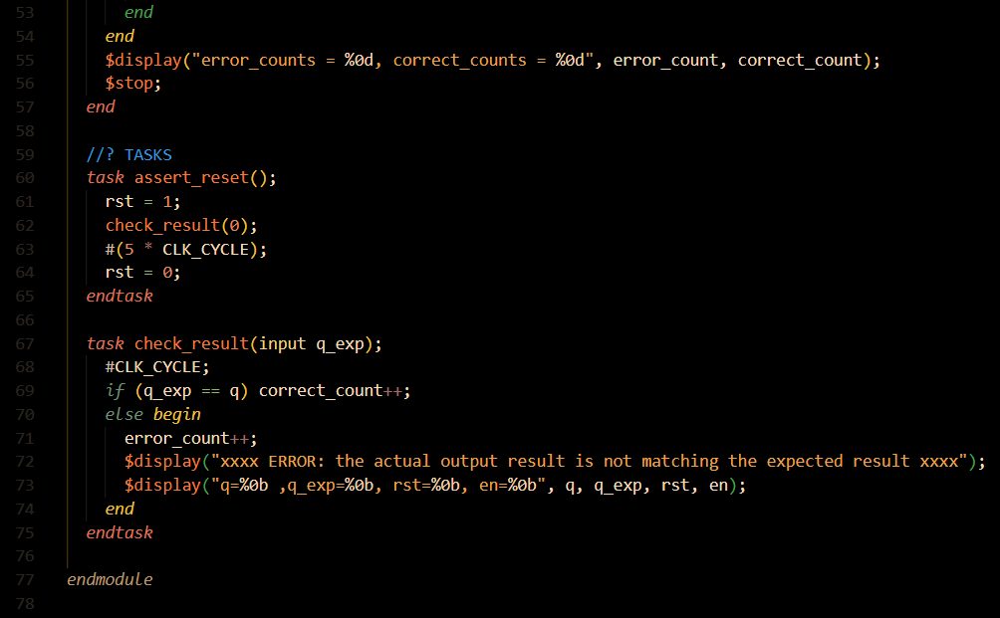 53 end
54 end
55 $display("error_counts = %0d, correct_counts = %0d", error_count, correct_count);
56 $stop;
57 end
58
59 //? TASKS
60 task assert_reset();
61 rst = 1;
62 check_result(0);
63 #(5 * CLK_CYCLE);
64 rst = 0;
65 endtask
66
67 task check_result(input q_exp);
68 #CLK_CYCLE;
69 if (q_exp == q) correct_count++;
70 else begin
71 error_count++;
72 $display("xxxx ERROR: the actual output result is not matching the expected result xxxx");
73 $display("q=%0b ,q_exp=%0b, rst=%0b, en=%0b", q, q_exp, rst, en);
74 end
75 endtask
76
77 endmodule
78